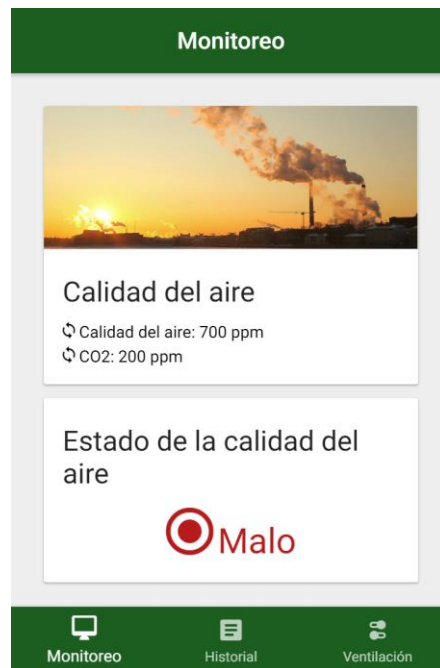 Monitoreo
Calidad del aire
Calidad del aire: 700 ppm
CO2: 200 ppm
Estado de la calidad del
aire
Malo
Monitoreo
Historial
Ventilación